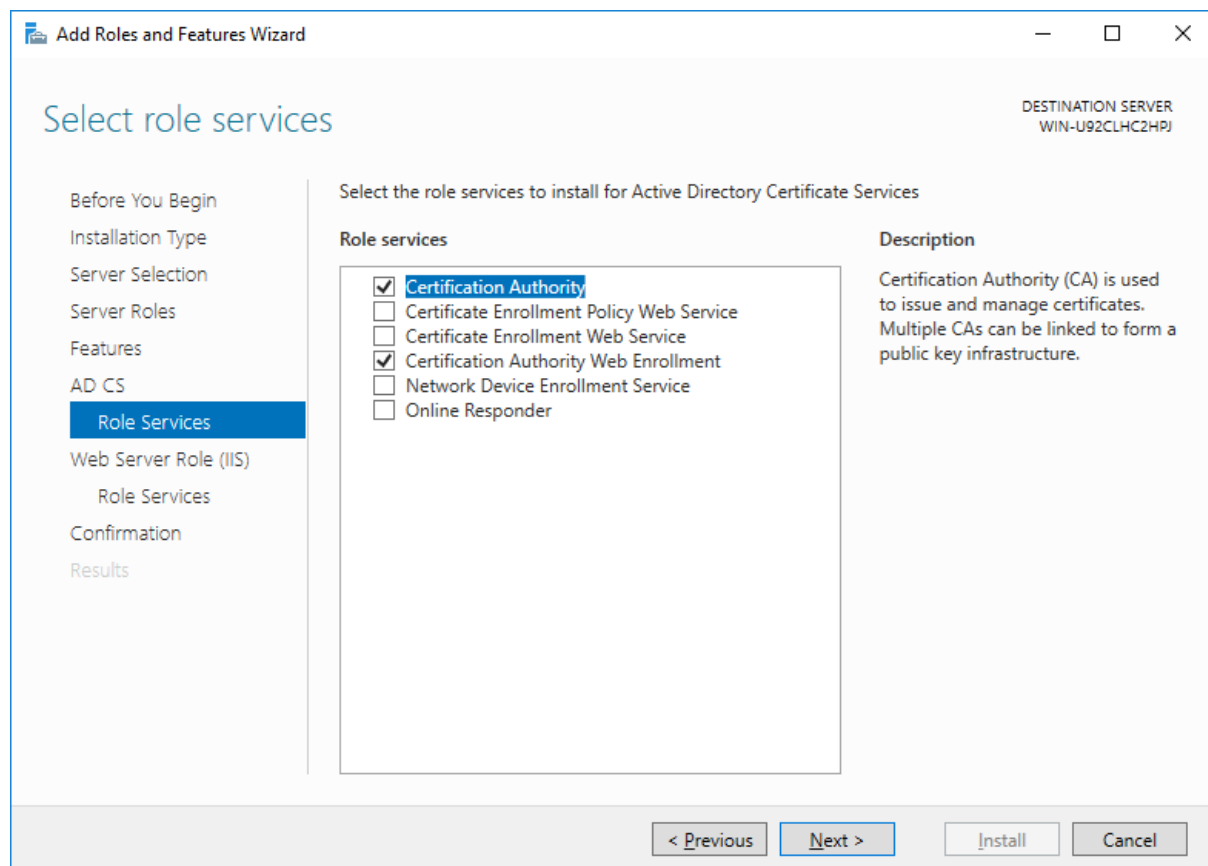 Add Roles and Features Wizard
Select role services
DESTINATION SERVER
WIN-U92CLHC2HPJ
Before You Begin
Installation Type
Server Selection
Server Roles
Features
AD CS
Role Services
Web Server Role (IIS)
Role Services
Confirmation
Results
Select the role services to install for Active Directory Certificate Services
Role services
Certification Authority
Certificate Enrollment Policy Web Service
Certificate Enrollment Web Service
Certification Authority Web Enrollment
Network Device Enrollment Service
Online Responder
Description
Certification Authority (CA) is used
to issue and manage certificates.
Multiple CAs can be linked to form a
public key infrastructure.
< Previous
Next >
Install
Cancel